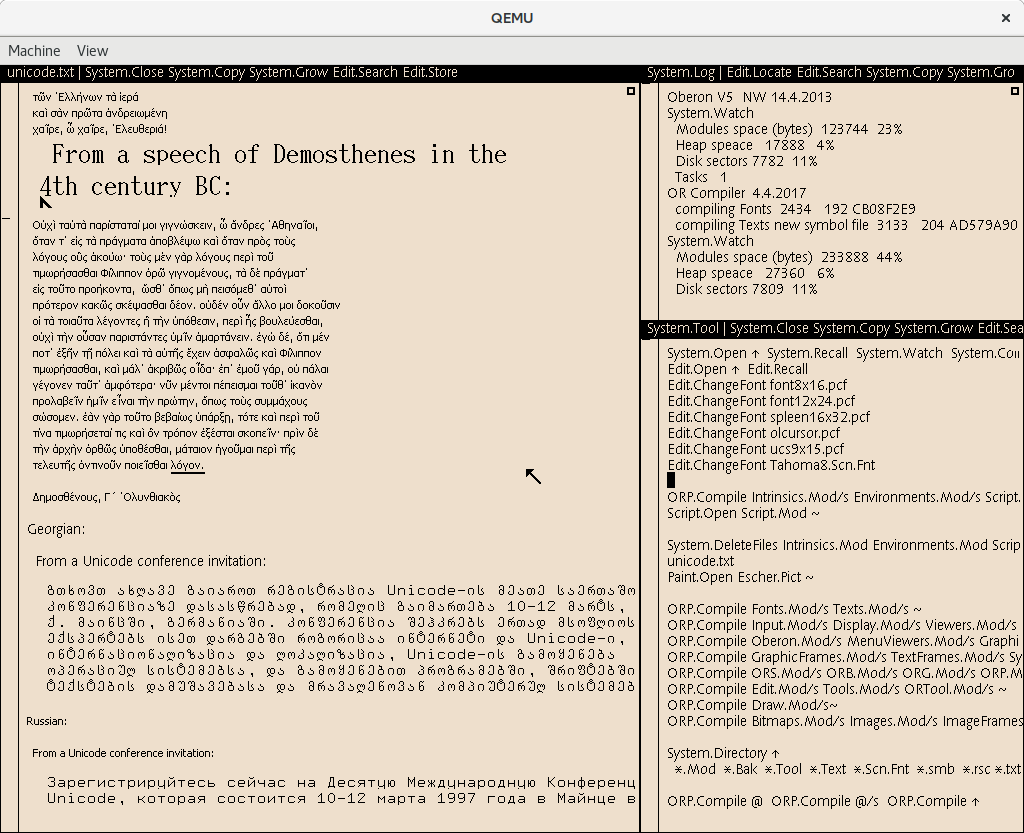 QEMU
Machine View
unicode.txt | System.Close System.Copy System.Grow Edit.Search Edit.Store
τῶν ῾Ελλήνων τὰ ἱερά
καὶ σὰν πρῶτα ἀνδρειωμένη
χαῖρε, ὦ χαῖρε, ᾿Ελευθεριά!
From a speech of Demosthenes in the
4th century BC:
Οὐχὶ ταὐτὰ παρίσταταί μοι γιγνώσκειν, ὦ ἄνδρες ᾿Αθηναῖοι,
ὅταν τ᾿ εἰς τὰ πράγματα ἀποβλέψω καὶ ὅταν πρὸς τοὺς
λόγους οὓς ἀκούω· τοὺς μὲν γὰρ λόγους περὶ τοῦ
τιμωρήσασθαι Φίλιππον ὁρῶ γιγνομένους, τὰ δὲ πράγματ᾿
εἰς τοῦτο προήκοντα, ὥσθ᾿ ὅπως μὴ πεισόμεθ᾿ αὐτοὶ
πρότερον κακῶς σκέψασθαι δέον. οὐδέν οὖν ἄλλο μοι δοκοῦσιν
οἱ τὰ τοιαῦτα λέγοντες ἢ τὴν ὑπόθεσιν, περὶ ἧς βουλεύεσθαι,
οὐχὶ τὴν οὖσαν παριστάντες ὑμῖν ἁμαρτάνειν. ἐγὼ δέ, ὅτι μέν
ποτ᾿ ἐξῆν τῇ πόλει καὶ τὰ αὑτῆς ἔχειν ἀσφαλῶς καὶ Φίλιππον
τιμωρήσασθαι, καὶ μάλ᾿ ἀκριβῶς οἶδα· ἐπ᾿ ἐμοῦ γάρ, οὐ πάλαι
γέγονεν ταῦτ᾿ ἀμφότερα· νῦν μέντοι πέπεισμαι τοῦθ᾿ ἱκανὸν
προλαβεῖν ἡμῖν εἶναι τὴν πρώτην, ὅπως τοὺς συμμάχους
σώσομεν. ἐὰν γὰρ τοῦτο βεβαίως ὑπάρξῃ, τότε καὶ περὶ τοῦ
τίνα τιμωρήσεταί τις καὶ ὃν τρόπον ἐξέσται σκοπεῖν· πρὶν δὲ
τὴν ἀρχὴν ὀρθῶς ὑποθέσθαι, μάταιον ἡγοῦμαι περὶ τῆς
τελευτῆς ὁντινοῦν ποιεῖσθαι λόγον.
Δημοσθένους, Γ´ ᾿Ολυνθιακὸς
Georgian:
From a Unicode conference invitation:
გთხოვთ ახლავე გაიაროთ რეგისტრაცია Unicode-ის მეათე საერთაშო
კონფერენციაზე დასასწრებად, რომელიც გაიმართება 10-12 მარტს,
ქ. მაინცში, გერმანიაში. კონფერენცია შეჰკრებს ერთად მსოფლიოს
ექსპერტებს ისეთ დარგებში როგორიცაა ინტერნეტი და Unicode-ი,
ინტერნაციონალიზაცია და ლოკალიზაცია, Unicode-ის გამოყენება
ოპერაციულ სისტემებსა, და გამოყენებით პროგრამებში, შრიფტებში
ტექსტების დამუშავებასა და მრავალენოვან კომპიუტერულ სისტემებ
Russian:
From a Unicode conference invitation:
Зарегистрируйтесь сейчас на Десятую Международную Конференц
Unicode, которая состоится 10-12 марта 1997 года в Майнце в
System.Log | Edit.Locate Edit.Search System.Copy System.Gro
Oberon V5 NW 14.4.2013
System.Watch
Modules space (bytes) 123744 23%
Heap speace 17888 4%
Disk sectors 7782 11%
Tasks 1
OR Compiler 4.4.2017
compiling Fonts 2434 192 CB08F2E9
compiling Texts new symbol file 3133 204 AD579A90
System.Watch
Modules space (bytes) 233888 44%
Heap speace 27360 6%
Disk sectors 7809 11%
System.Tool | System.Close System.Copy System.Grow Edit.Sea
System.Open ↑ System.Recall System.Watch System.Coll
Edit.Open ↑ Edit.Recall
Edit.ChangeFont font8x16.pcf
Edit.ChangeFont font12x24.pcf
Edit.ChangeFont spleen16x32.pcf
Edit.ChangeFont olcursor.pcf
Edit.ChangeFont ucs9x15.pcf
Edit.ChangeFont Tahoma8.Scn.Fnt
ORP.Compile Intrinsics.Mod/s Environments.Mod/s Script.
Script.Open Script.Mod ~
System.DeleteFiles Intrinsics.Mod Environments.Mod Scrip
unicode.txt
Paint.Open Escher.Pict ~
ORP.Compile Fonts.Mod/s Texts.Mod/s ~
ORP.Compile Input.Mod/s Display.Mod/s Viewers.Mod/s
ORP.Compile Oberon.Mod/s MenuViewers.Mod/s Graphi
ORP.Compile GraphicFrames.Mod/s TextFrames.Mod/s Sy
ORP.Compile ORS.Mod/s ORB.Mod/s ORG.Mod/s ORP.M
ORP.Compile Edit.Mod/s Tools.Mod/s ORTool.Mod/s ~
ORP.Compile Draw.Mod/s~
ORP.Compile Bitmaps.Mod/s Images.Mod/s ImageFrames
System.Directory ↑
*.Mod *.Bak *.Tool *.Text *.Scn.Fnt *.smb *.rsc *.txt
ORP.Compile @ ORP.Compile @/s ORP.Compile ↑